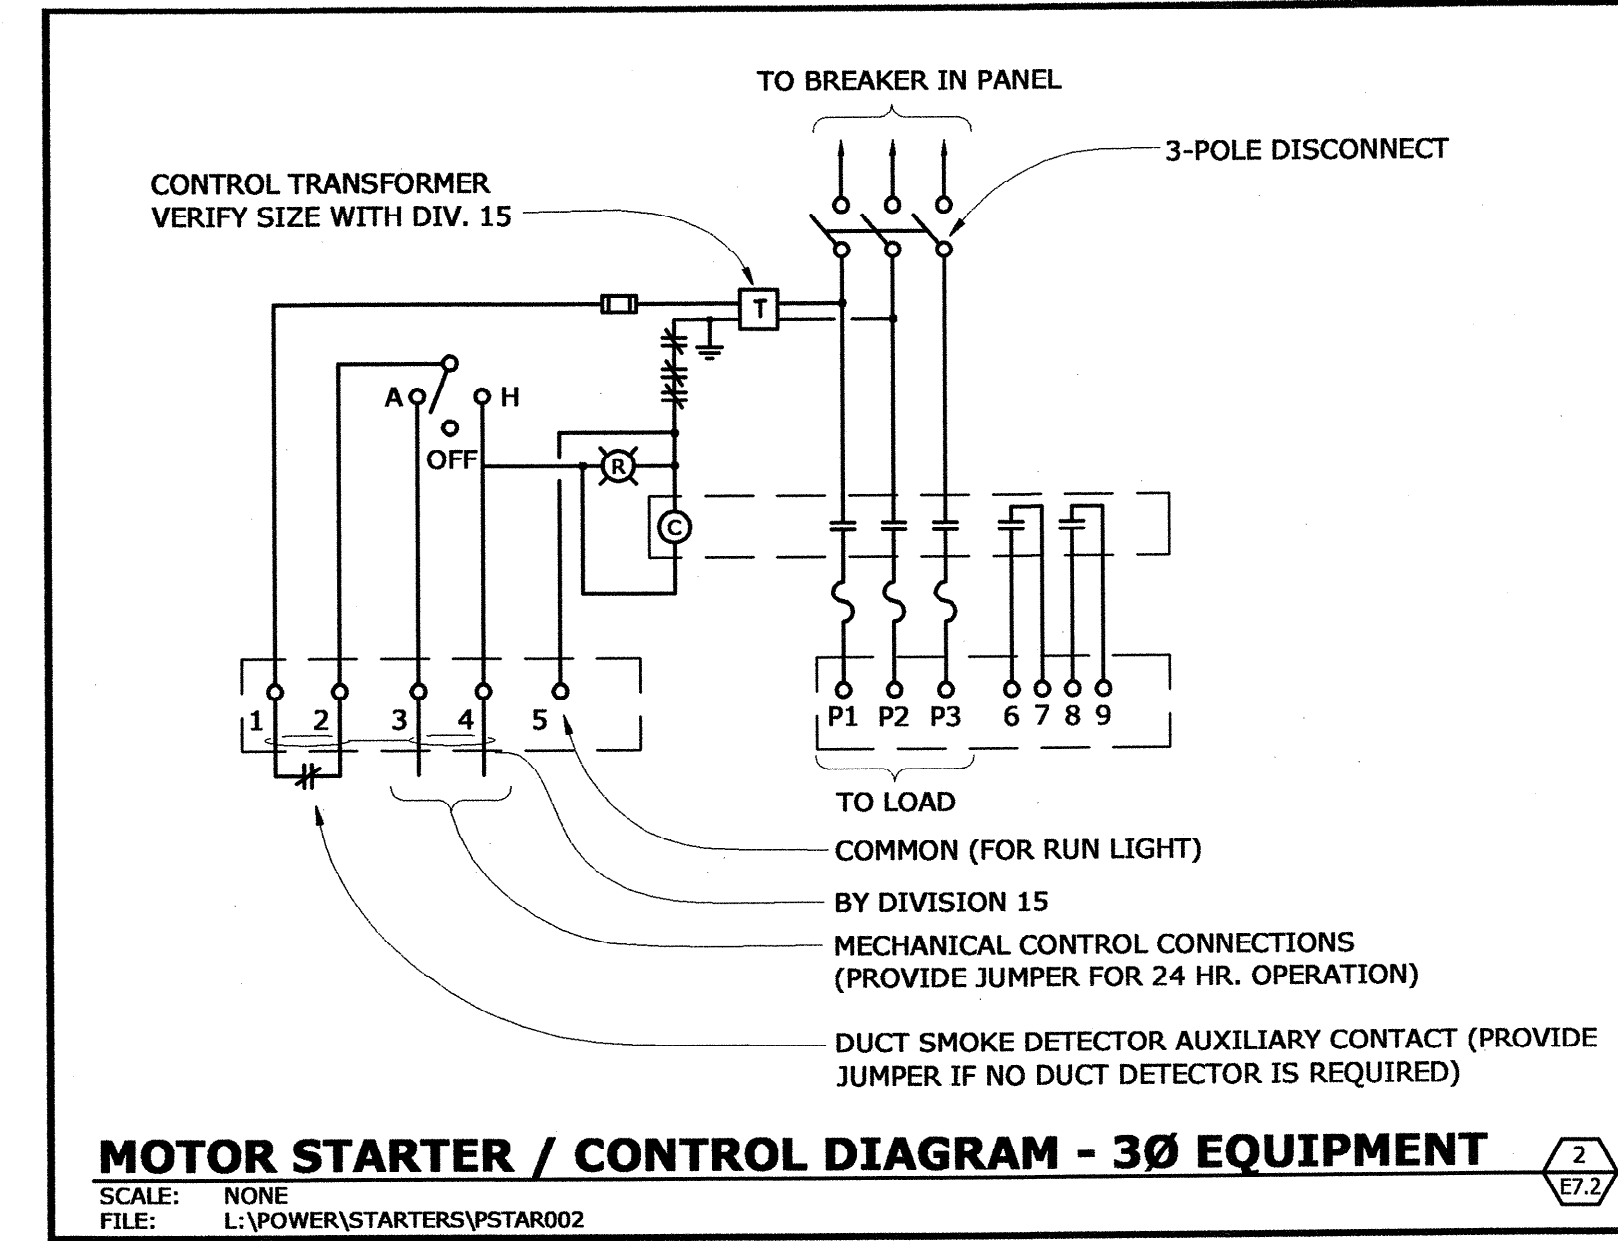 TO BREAKER IN PANEL
3-POLE DISCONNECT
CONTROL TRANSFORMER
VERIFY SIZE WITH DIV. 15
T
A
H
OFF
R
C
1 2 3 4 5
P1 P2 P3 6 7 8 9
TO LOAD
COMMON (FOR RUN LIGHT)
BY DIVISION 15
MECHANICAL CONTROL CONNECTIONS
(PROVIDE JUMPER FOR 24 HR. OPERATION)
DUCT SMOKE DETECTOR AUXILIARY CONTACT (PROVIDE
JUMPER IF NO DUCT DETECTOR IS REQUIRED)
MOTOR STARTER / CONTROL DIAGRAM - 3Ø EQUIPMENT
2
E7.2
SCALE: NONE
FILE: L:\POWER\STARTERS\PSTAR002